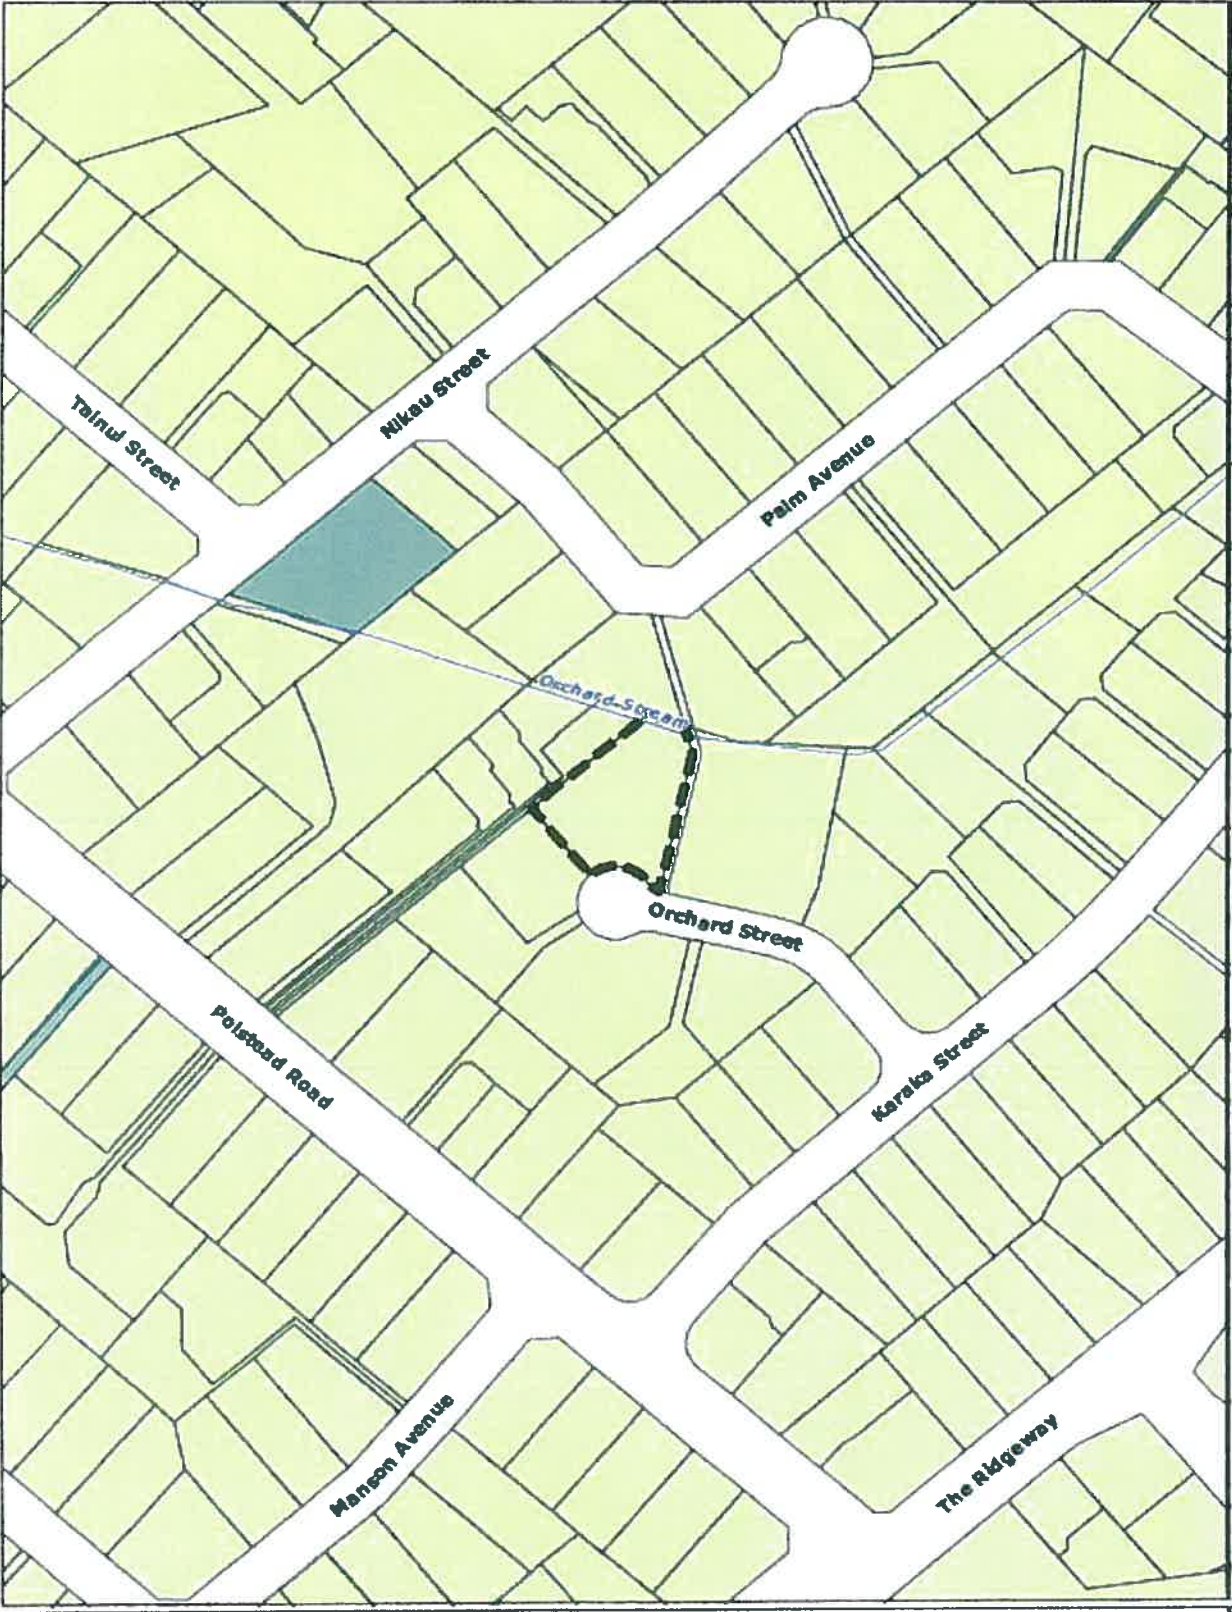 Nikau Street
Tainui Street
Palm Avenue
Orchard Stream
Orchard Street
Polstead Road
Karaka Street
Manson Avenue
The Ridgeway